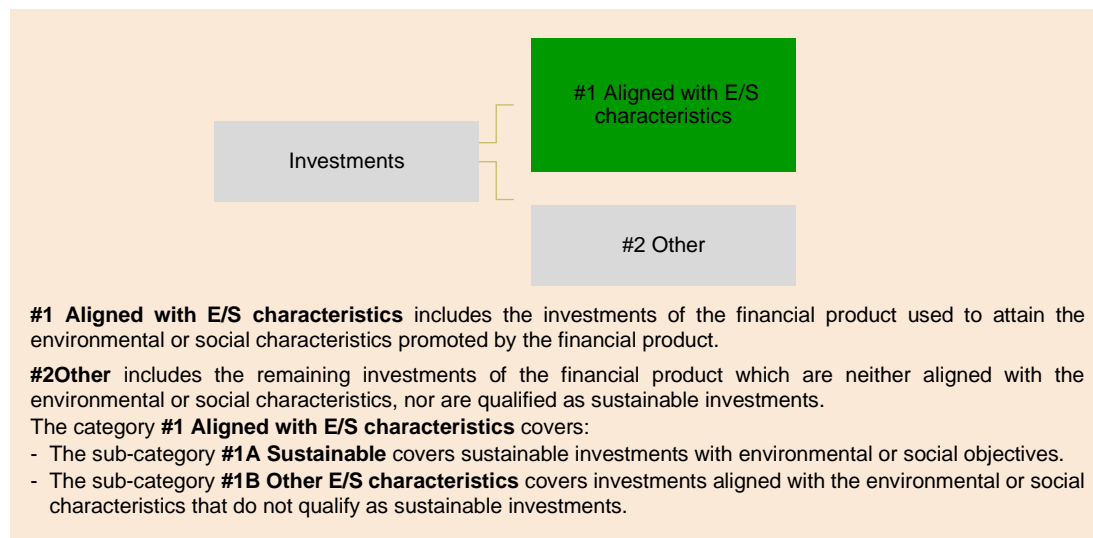 #1 Aligned with E/S
characteristics
Investments
#2 Other
#1 Aligned with E/S characteristics includes the investments of the financial product used to attain the
environmental or social characteristics promoted by the financial product.
#2Other includes the remaining investments of the financial product which are neither aligned with the
environmental or social characteristics, nor are qualified as sustainable investments.
The category #1 Aligned with E/S characteristics covers:
- The sub-category #1A Sustainable covers sustainable investments with environmental or social objectives.
- The sub-category #1B Other E/S characteristics covers investments aligned with the environmental or social
characteristics that do not qualify as sustainable investments.